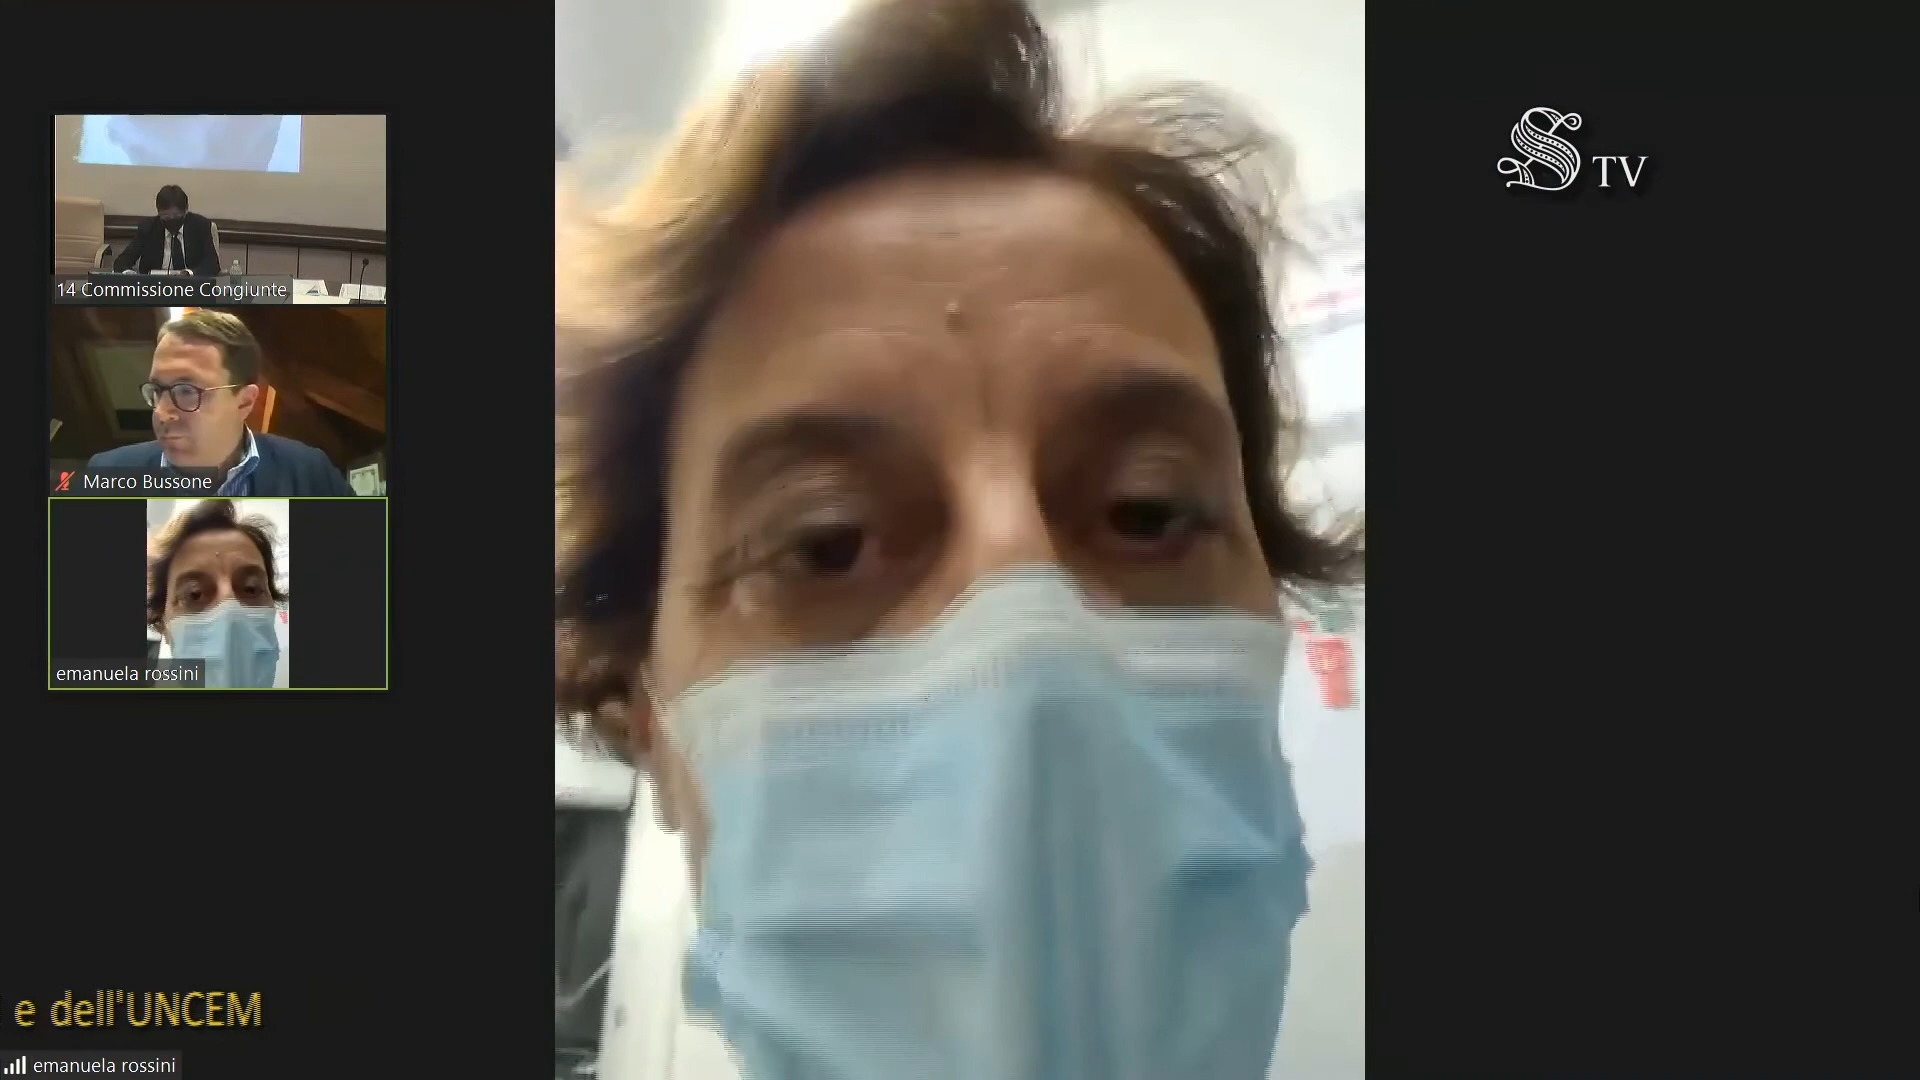 S TV
14 Commissione Congiunte
Marco Bussone
emanuela rossini
e dell'UNCEM
emanuela rossini